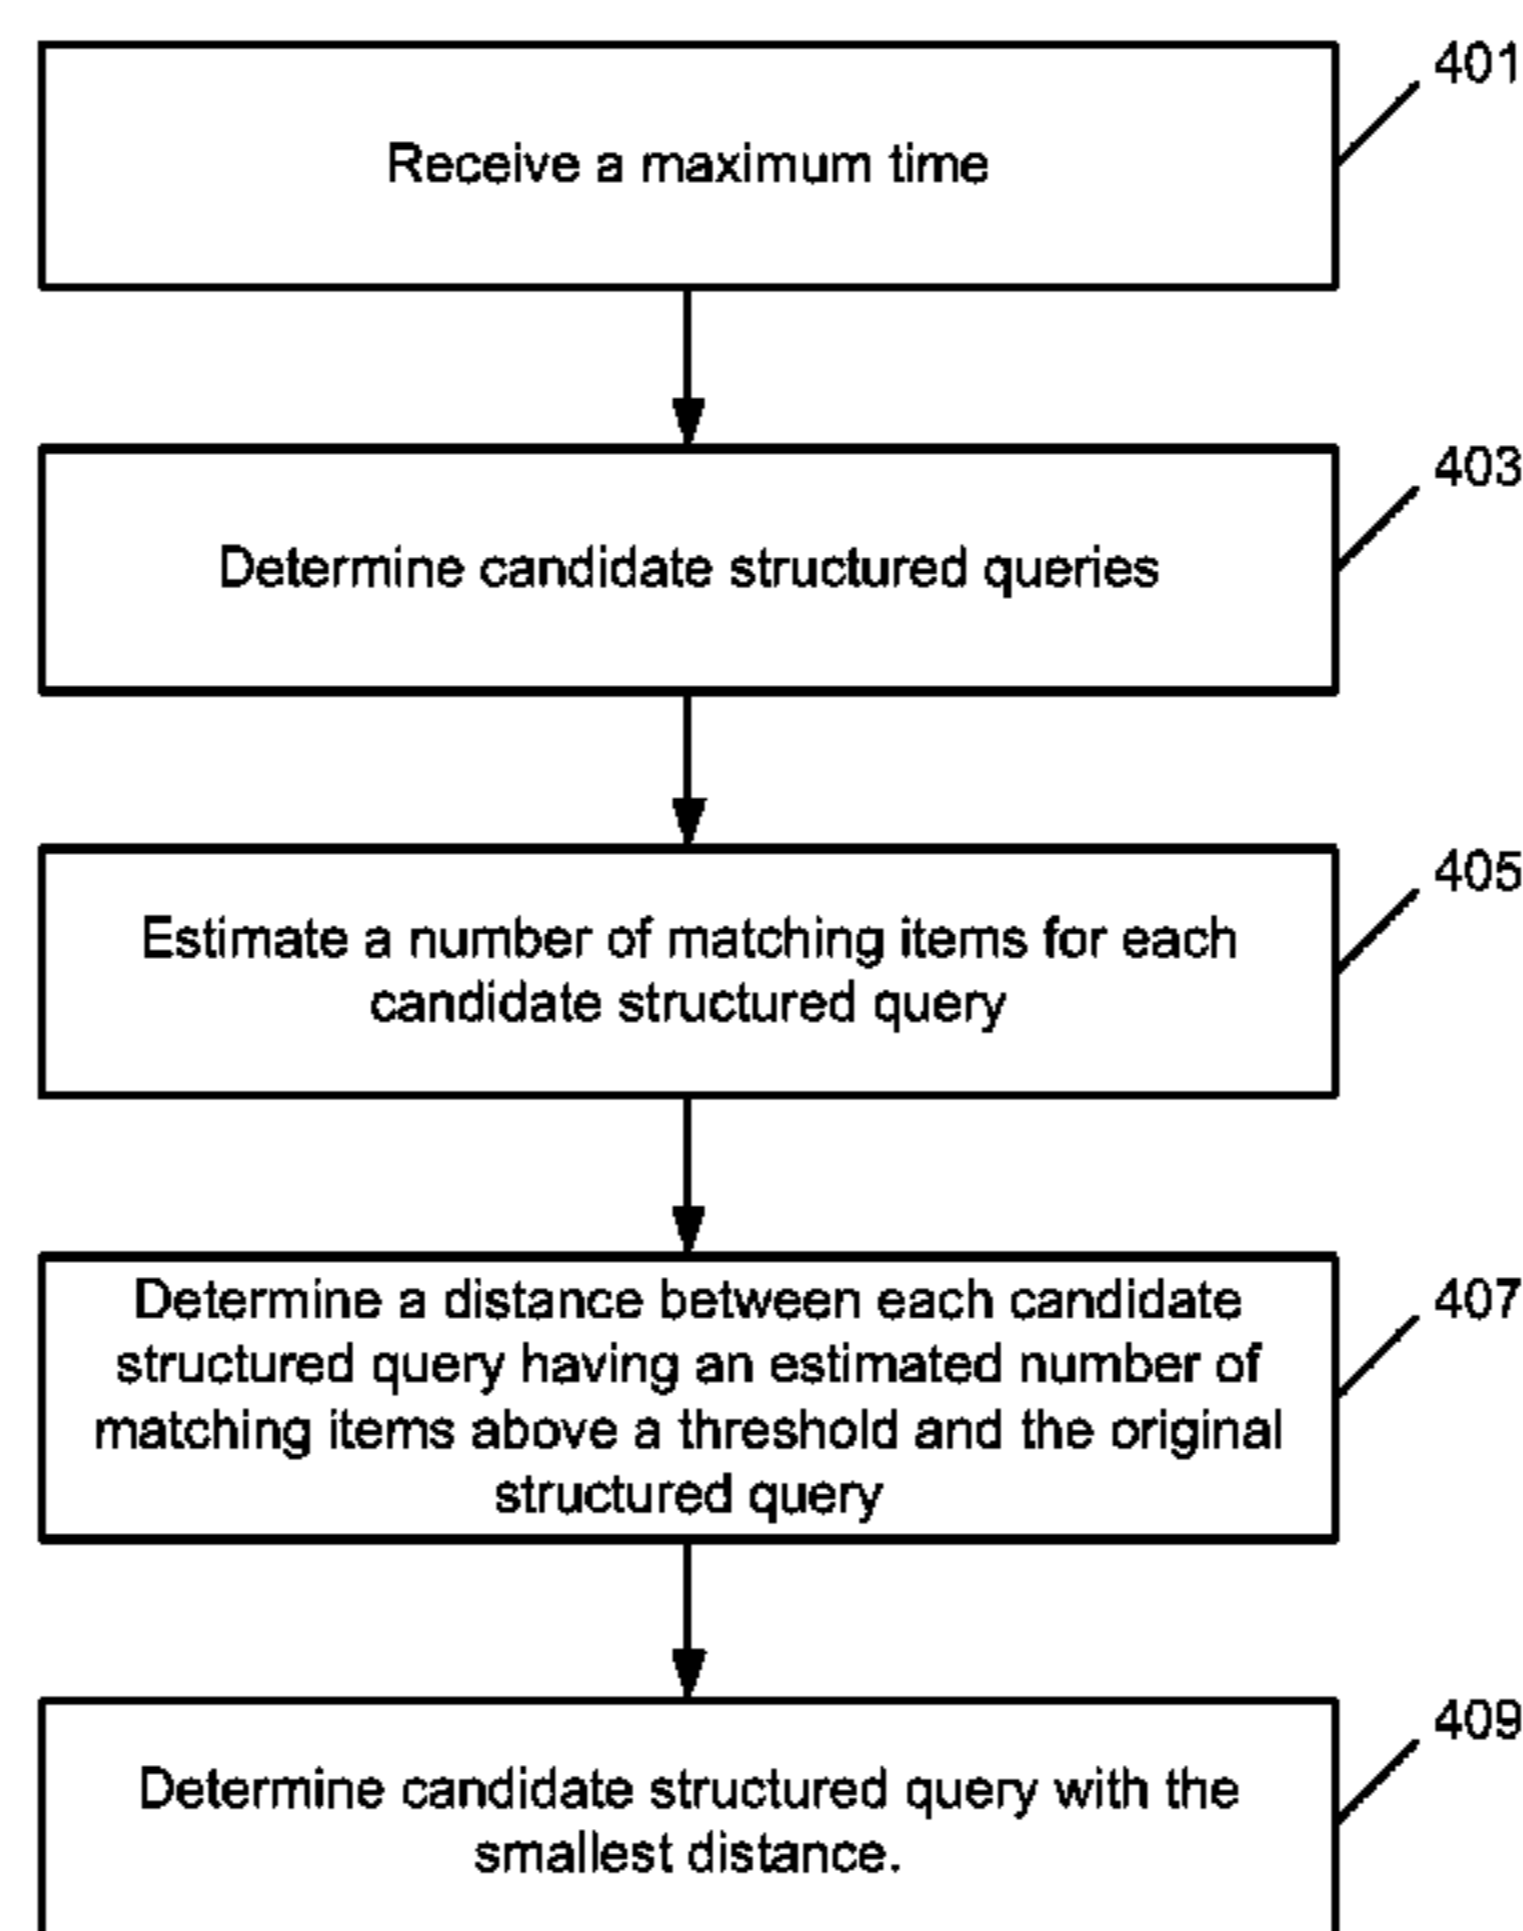 401
Receive a maximum time
403
Determine candidate structured queries
405
Estimate a number of matching items for each
candidate structured query
407
Determine a distance between each candidate
structured query having an estimated number of
matching items above a threshold and the original
structured query
409
Determine candidate structured query with the
smallest distance.